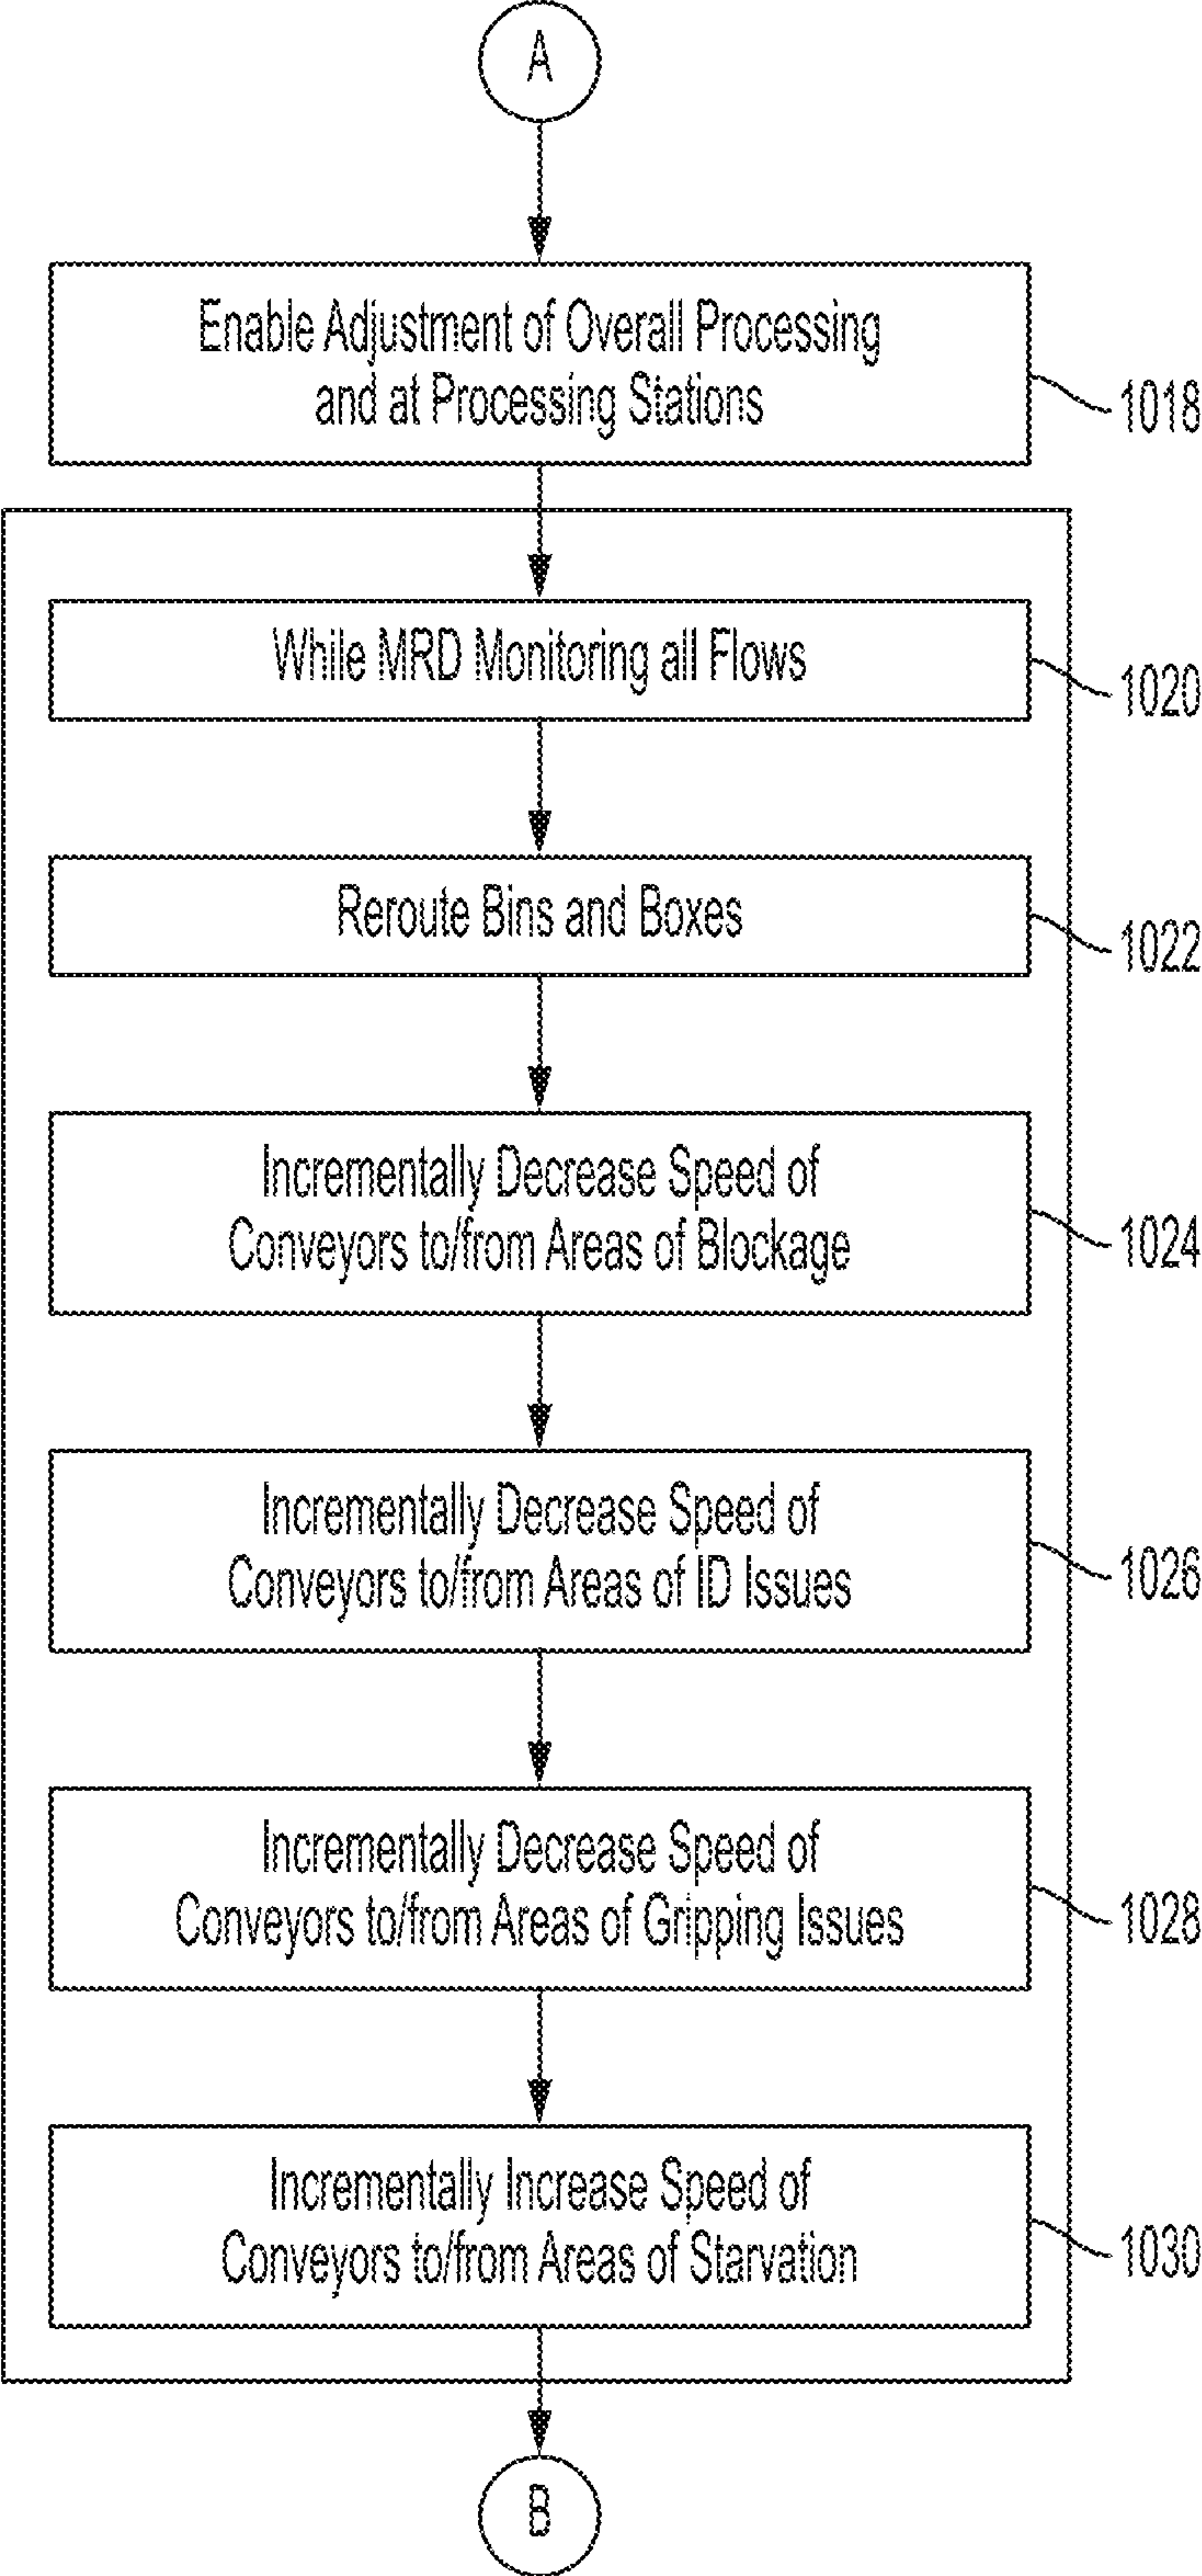 A
Enable Adjustment of Overall Processing
and at Processing Stations
1018
While MRD Monitoring all Flows
1020
Reroute Bins and Boxes
1022
Incrementally Decrease Speed of
Conveyors to/from Areas of Blockage
1024
Incrementally Decrease Speed of
Conveyors to/from Areas of ID Issues
1026
Incrementally Decrease Speed of
Conveyors to/from Areas of Gripping Issues
1028
Incrementally Increase Speed of
Conveyors to/from Areas of Starvation
1030
B